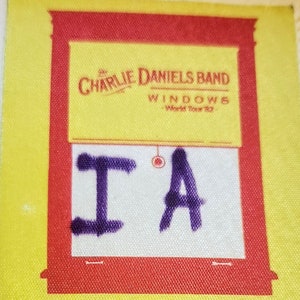 The
CHARLIE DANIELS BAND
WINDOWS
World Tour '82
I A